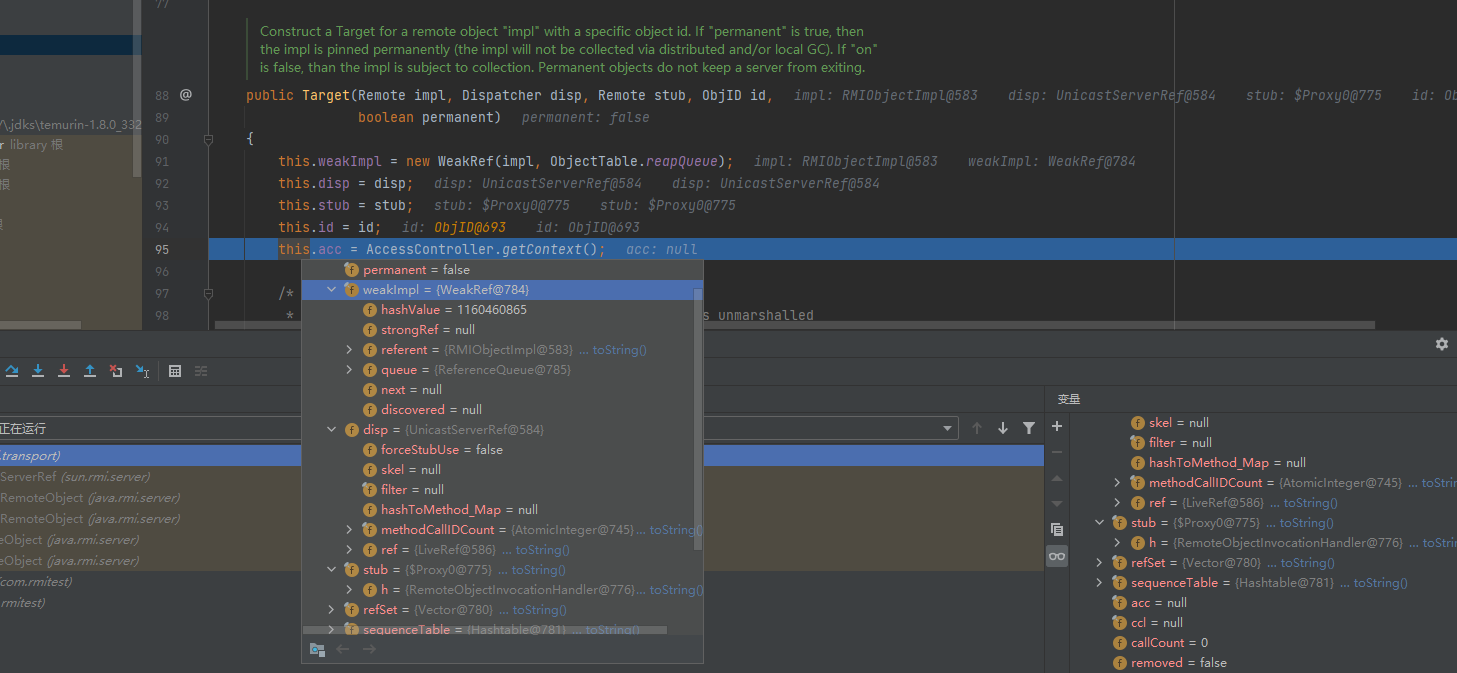 77
Construct a Target for a remote object "impl" with a specific object id. If "permanent" is true, then
the impl is pinned permanently (the impl will not be collected via distributed and/or local GC). If "on"
is false, than the impl is subject to collection. Permanent objects do not keep a server from exiting.
88 @ public Target(Remote impl, Dispatcher disp, Remote stub, ObjID id, impl: RMIObjectImpl@583 disp: UnicastServerRef@584 stub: $Proxy0@775 id: Ob
89 boolean permanent) permanent: false
90 {
91 this.weakImpl = new WeakRef(impl, ObjectTable.reapQueue); impl: RMIObjectImpl@583 weakImpl: WeakRef@784
92 this.disp = disp; disp: UnicastServerRef@584 disp: UnicastServerRef@584
93 this.stub = stub; stub: $Proxy0@775 stub: $Proxy0@775
94 this.id = id; id: ObjID@693 id: ObjID@693
95 this.acc = AccessController.getContext(); acc: null
96
97 /*
98 * s unmarshalled
\.jdks\temurin-1.8.0_332
r library 根
根
根
permanent = false
weakImpl = {WeakRef@784}
hashValue = 1160460865
strongRef = null
referent = {RMIObjectImpl@583} ... toString()
queue = {ReferenceQueue@785}
next = null
discovered = null
disp = {UnicastServerRef@584}
forceStubUse = false
skel = null
filter = null
hashToMethod_Map = null
methodCallIDCount = {AtomicInteger@745} ... toString()
ref = {LiveRef@586} ... toString()
stub = {$Proxy0@775} ... toString()
h = {RemoteObjectInvocationHandler@776} ... toString()
refSet = {Vector@780} ... toString()
sequenceTable = {Hashtable@781} ... toString()
正在运行
.transport)
ServerRef (sun.rmi.server)
RemoteObject (java.rmi.server)
RemoteObject (java.rmi.server)
eObject (java.rmi.server)
eObject (java.rmi.server)
(com.rmitest)
.rmitest)
变量
skel = null
filter = null
hashToMethod_Map = null
methodCallIDCount = {AtomicInteger@745} ... toStrin
ref = {LiveRef@586} ... toString()
stub = {$Proxy0@775} ... toString()
h = {RemoteObjectInvocationHandler@776} ... toStrin
refSet = {Vector@780} ... toString()
sequenceTable = {Hashtable@781} ... toString()
acc = null
ccl = null
callCount = 0
removed = false